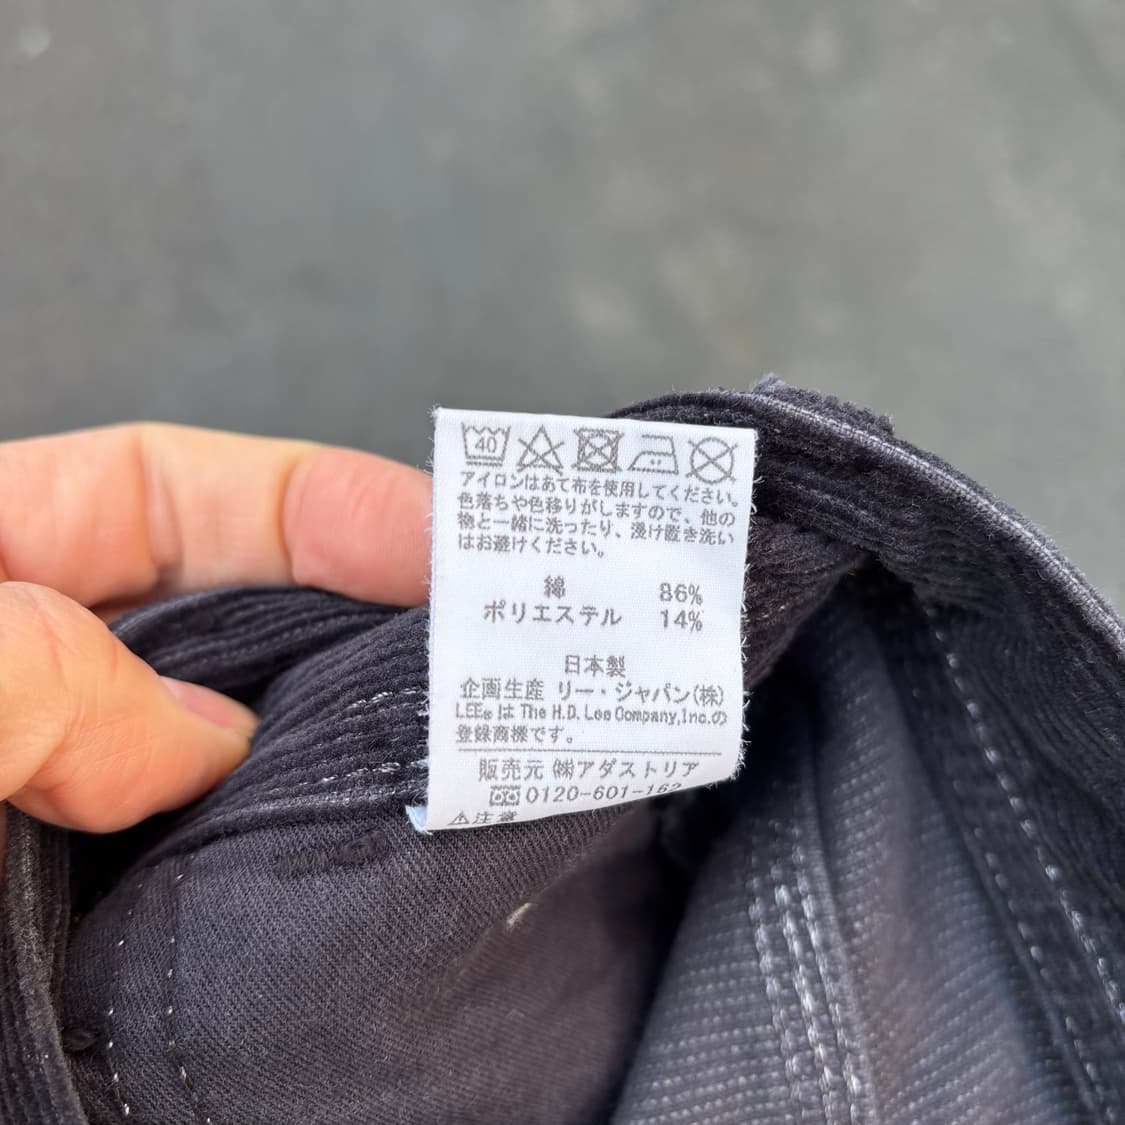 40
アイロンはあて布を使用してください。
色落ちや色移りがしますので、他の
物と一緒に洗ったり、浸け置き洗い
はお避けください。
綿 86%
ポリエステル 14%
日本製
企画生産 リー・ジャパン(株)
LEE® は The H.D. Lee Company,Inc.の
登録商標です。
販売元 ㈱アダストリア
0120-601-162
⚠注意